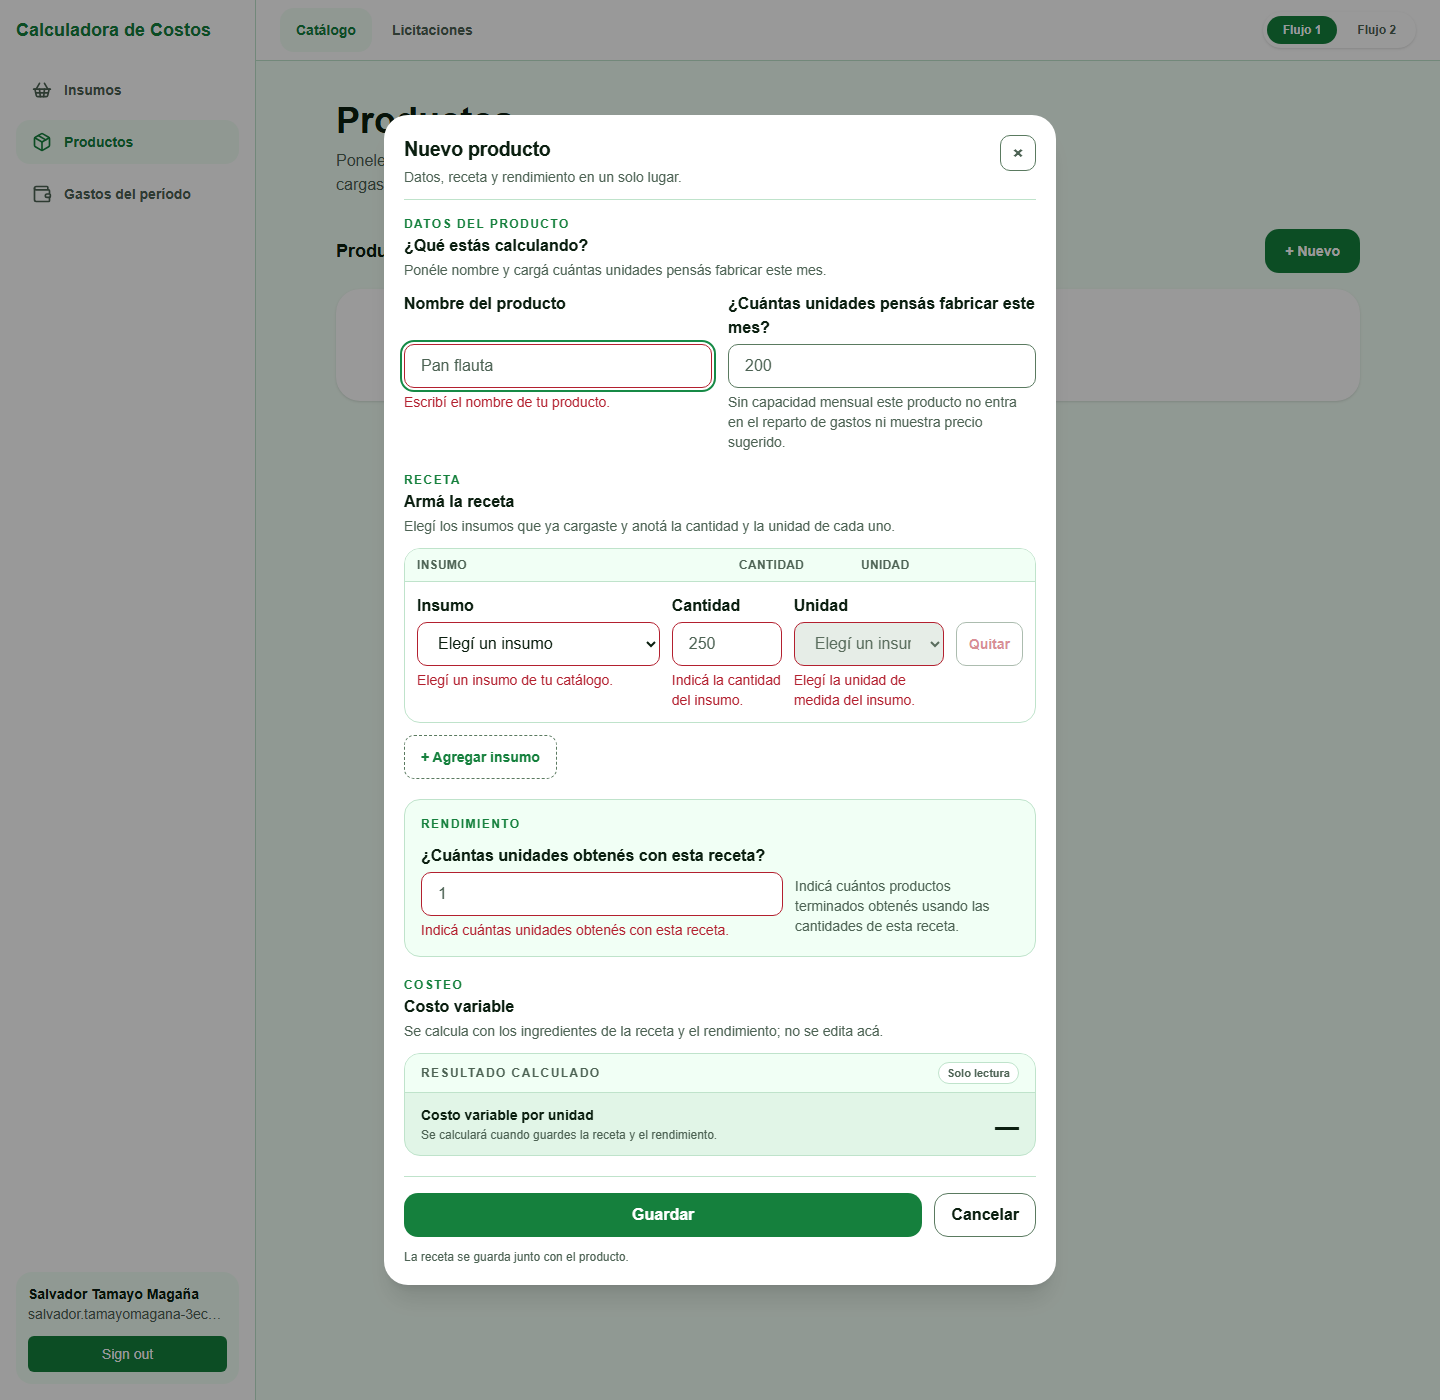 Calculadora de Costos
Insumos
Productos
Gastos del período
Salvador Tamayo Magaña
salvador.tamayomagana-3ec...
Sign out
Catálogo
Licitaciones
Flujo 1
Flujo 2
Ponele
cargas
+ Nuevo
Nuevo producto
×
Datos, receta y rendimiento en un solo lugar.
DATOS DEL PRODUCTO
¿Qué estás calculando?
Ponéle nombre y cargá cuántas unidades pensás fabricar este mes.
Nombre del producto
Pan flauta
Escribí el nombre de tu producto.
¿Cuántas unidades pensás fabricar este
mes?
200
Sin capacidad mensual este producto no entra
en el reparto de gastos ni muestra precio
sugerido.
RECETA
Armá la receta
Elegí los insumos que ya cargaste y anotá la cantidad y la unidad de cada uno.
INSUMO CANTIDAD UNIDAD
Insumo
Elegí un insumo
Elegí un insumo de tu catálogo.
Cantidad
250
Indicá la cantidad
del insumo.
Unidad
Elegí un insur
Elegí la unidad de
medida del insumo.
Quitar
+ Agregar insumo
RENDIMIENTO
¿Cuántas unidades obtenés con esta receta?
1
Indicá cuántas unidades obtenés con esta receta.
Indicá cuántos productos
terminados obtenés usando las
cantidades de esta receta.
COSTEO
Costo variable
Se calcula con los ingredientes de la receta y el rendimiento; no se edita acá.
RESULTADO CALCULADO
Solo lectura
Costo variable por unidad
Se calculará cuando guardes la receta y el rendimiento.
—
Guardar
Cancelar
La receta se guarda junto con el producto.